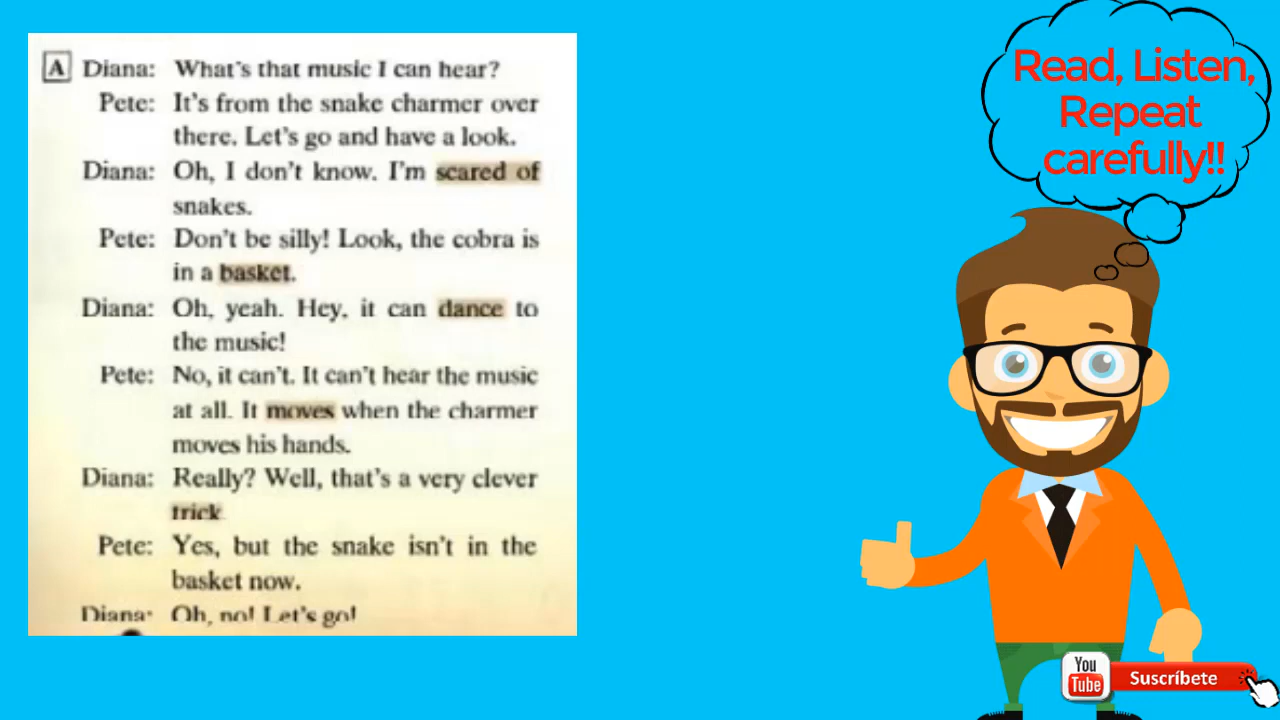 A Diana: What's that music I can hear?
Pete: It's from the snake charmer over
there. Let's go and have a look.
Diana: Oh, I don't know. I'm scared of
snakes.
Pete: Don't be silly! Look, the cobra is
in a basket.
Diana: Oh, yeah. Hey, it can dance to
the music!
Pete: No, it can't. It can't hear the music
at all. It moves when the charmer
moves his hands.
Diana: Really? Well, that's a very clever
trick
Pete: Yes, but the snake isn't in the
basket now.
Diana: Oh, no! Let's go!
Read, Listen,
Repeat
carefully!!
You
Tube
Suscríbete